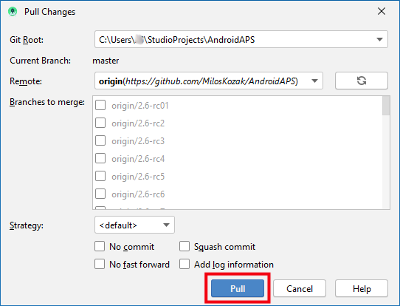 Pull Changes
Git Root: C:\Users\ \StudioProjects\AndroidAPS
Current Branch: master
Remote: origin(https://github.com/MilosKozak/AndroidAPS)
Branches to merge: origin/2.6-rc01
origin/2.6-rc2
origin/2.6-rc3
origin/2.6-rc4
origin/2.6-rc5
origin/2.6-rc6
Strategy: <default>
No commit Squash commit
No fast forward Add log information
Pull Cancel Help